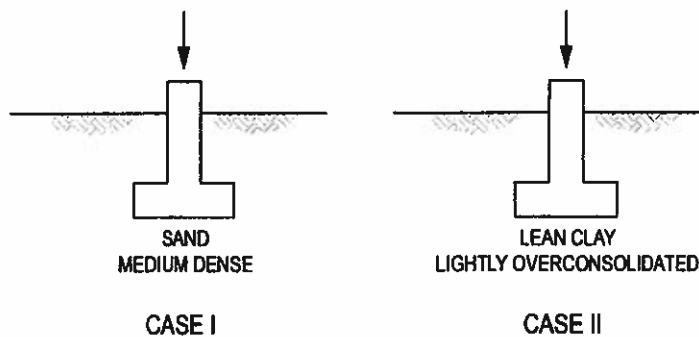 SAND
MEDIUM DENSE
CASE I
LEAN CLAY
LIGHTLY OVERCONSOLIDATED
CASE II